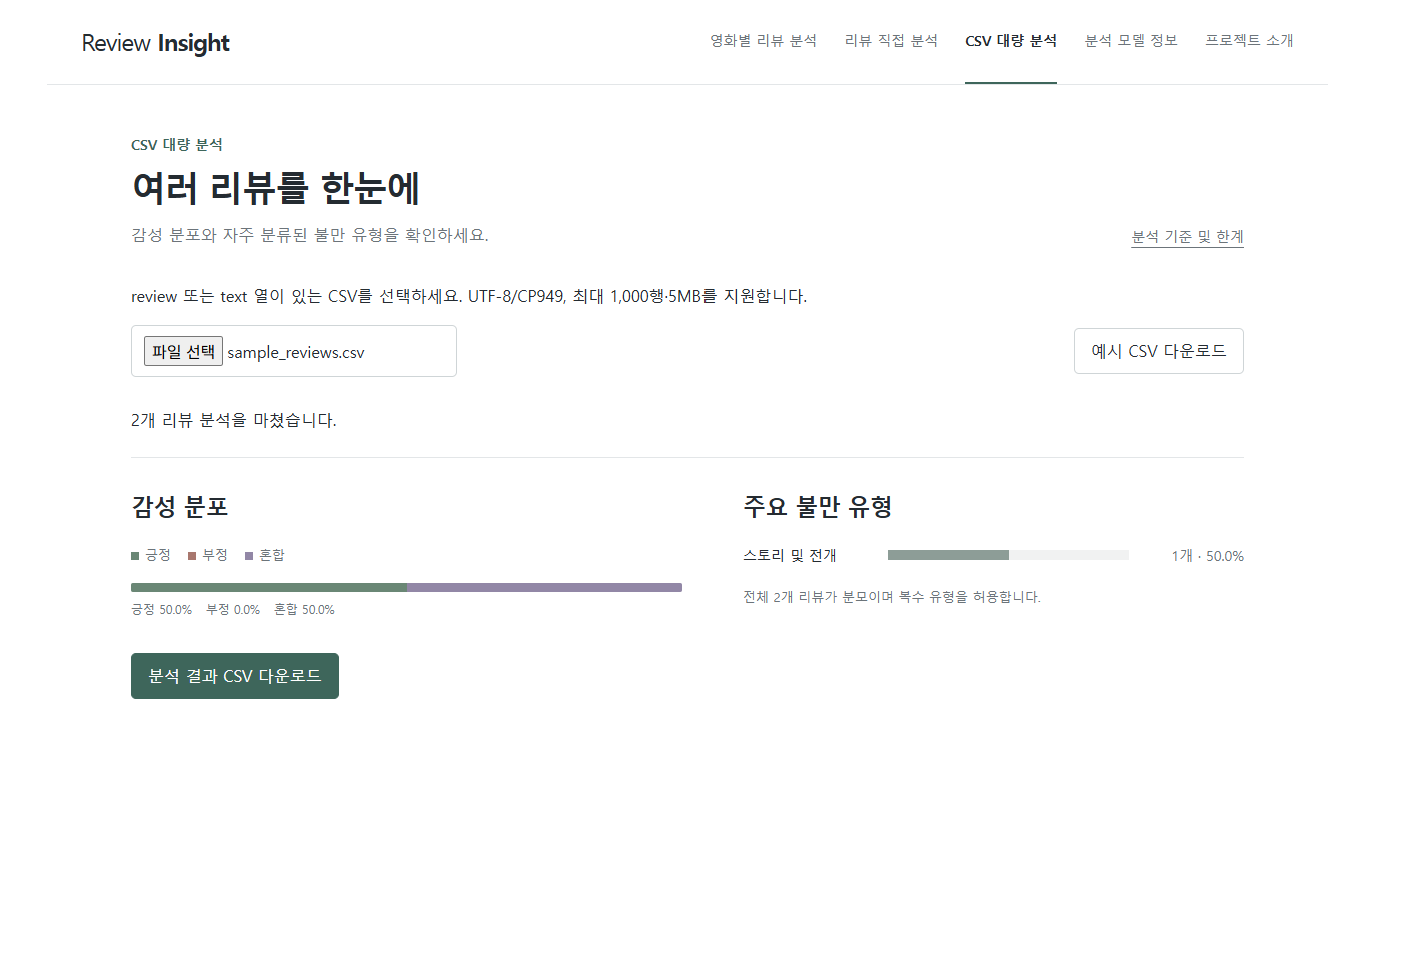 Review Insight
영화별 리뷰 분석 리뷰 직접 분석 CSV 대량 분석 분석 모델 정보 프로젝트 소개
CSV 대량 분석
여러 리뷰를 한눈에
감성 분포와 자주 분류된 불만 유형을 확인하세요.
분석 기준 및 한계
review 또는 text 열이 있는 CSV를 선택하세요. UTF-8/CP949, 최대 1,000행·5MB를 지원합니다.
파일 선택 sample_reviews.csv
예시 CSV 다운로드
2개 리뷰 분석을 마쳤습니다.
감성 분포
긍정 부정 혼합
긍정 50.0% 부정 0.0% 혼합 50.0%
주요 불만 유형
스토리 및 전개 1개 · 50.0%
전체 2개 리뷰가 분모이며 복수 유형을 허용합니다.
분석 결과 CSV 다운로드